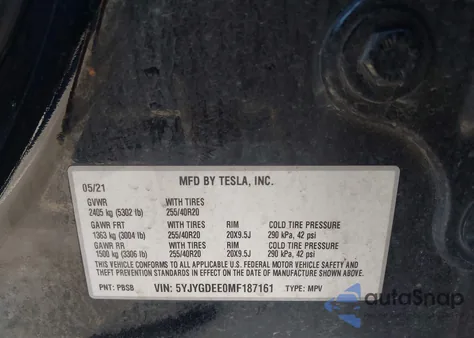 MFD BY TESLA, INC.
05/21
GVWR WITH TIRES
2405 kg (5302 lb) 255/40R20
GAWR FRT WITH TIRES RIM COLD TIRE PRESSURE
1363 kg (3004 lb) 255/40R20 20X9.5J 290 kPa, 42 psi
GAWR RR WITH TIRES RIM COLD TIRE PRESSURE
1500 kg (3306 lb) 255/40R20 20X9.5J 290 kPa, 42 psi
THIS VEHICLE CONFORMS TO ALL APPLICABLE U.S. FEDERAL MOTOR VEHICLE
SAFETY, BUMPER, AND THEFT PREVENTION STANDARDS IN EFFECT ON THE DATE
OF MANUFACTURE SHOWN ABOVE.
PNT: PBSB VIN: 5YJYGDEE0MF187161 TYPE: MPV
autoSnap